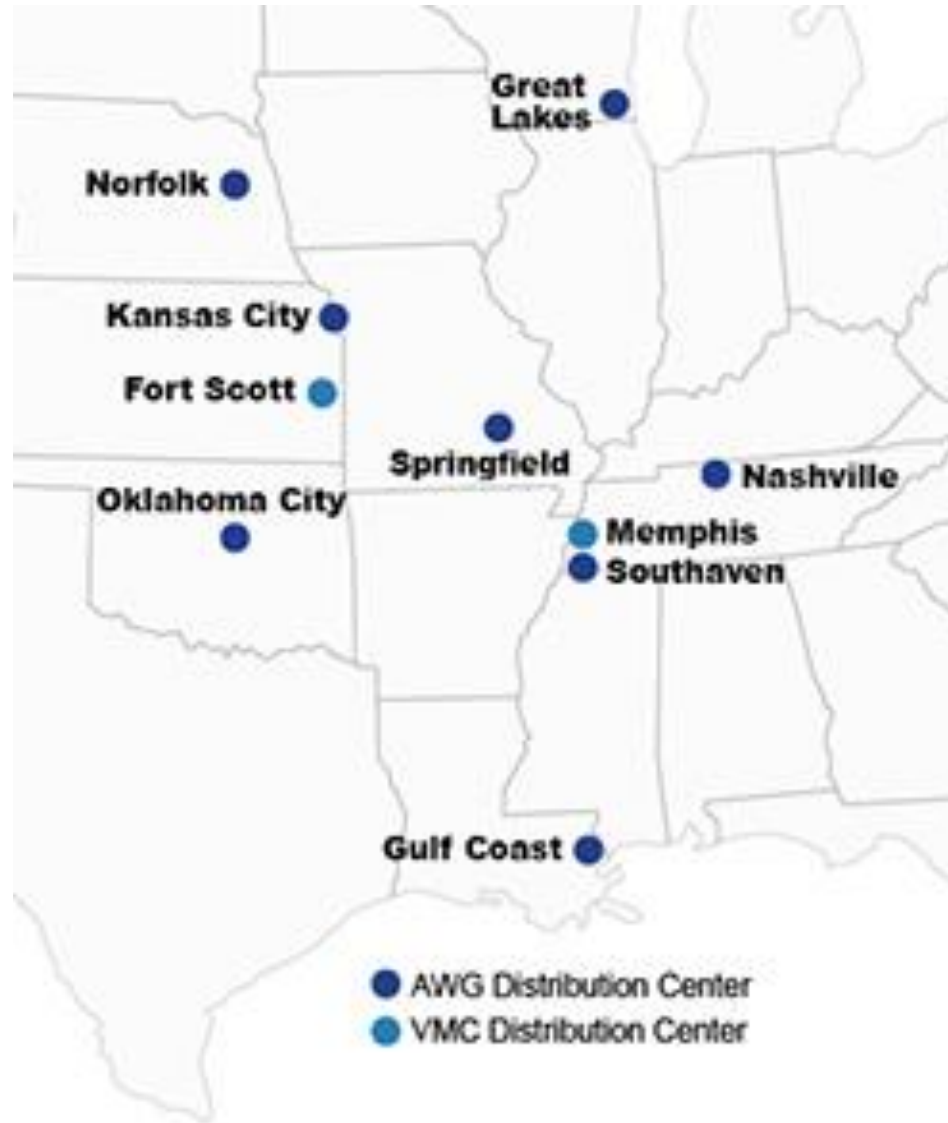 Great
Lakes
Norfolk
Kansas City
Fort Scott
Springfield
Nashville
Oklahoma City
Memphis
Southaven
Gulf Coast
AWG Distribution Center
VMC Distribution Center